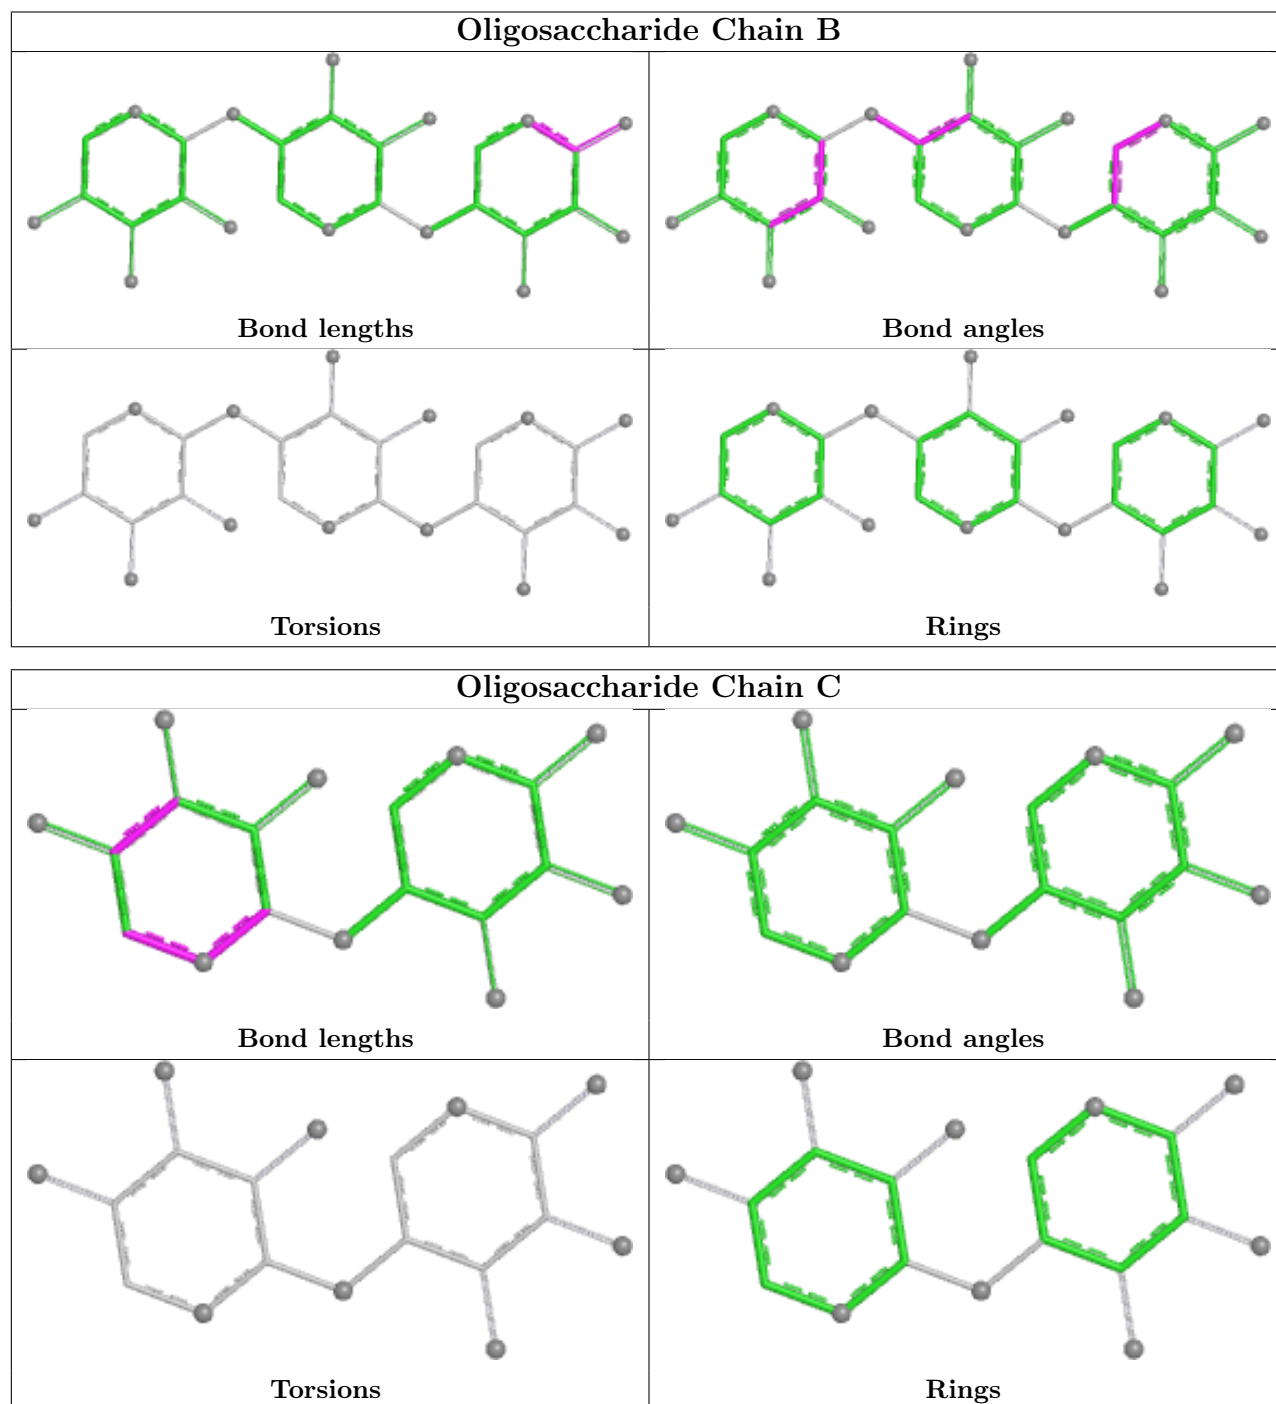 Oligosaccharide Chain B
Bond lengths
Bond angles
Torsions
Rings
Oligosaccharide Chain C
Bond lengths
Bond angles
Torsions
Rings